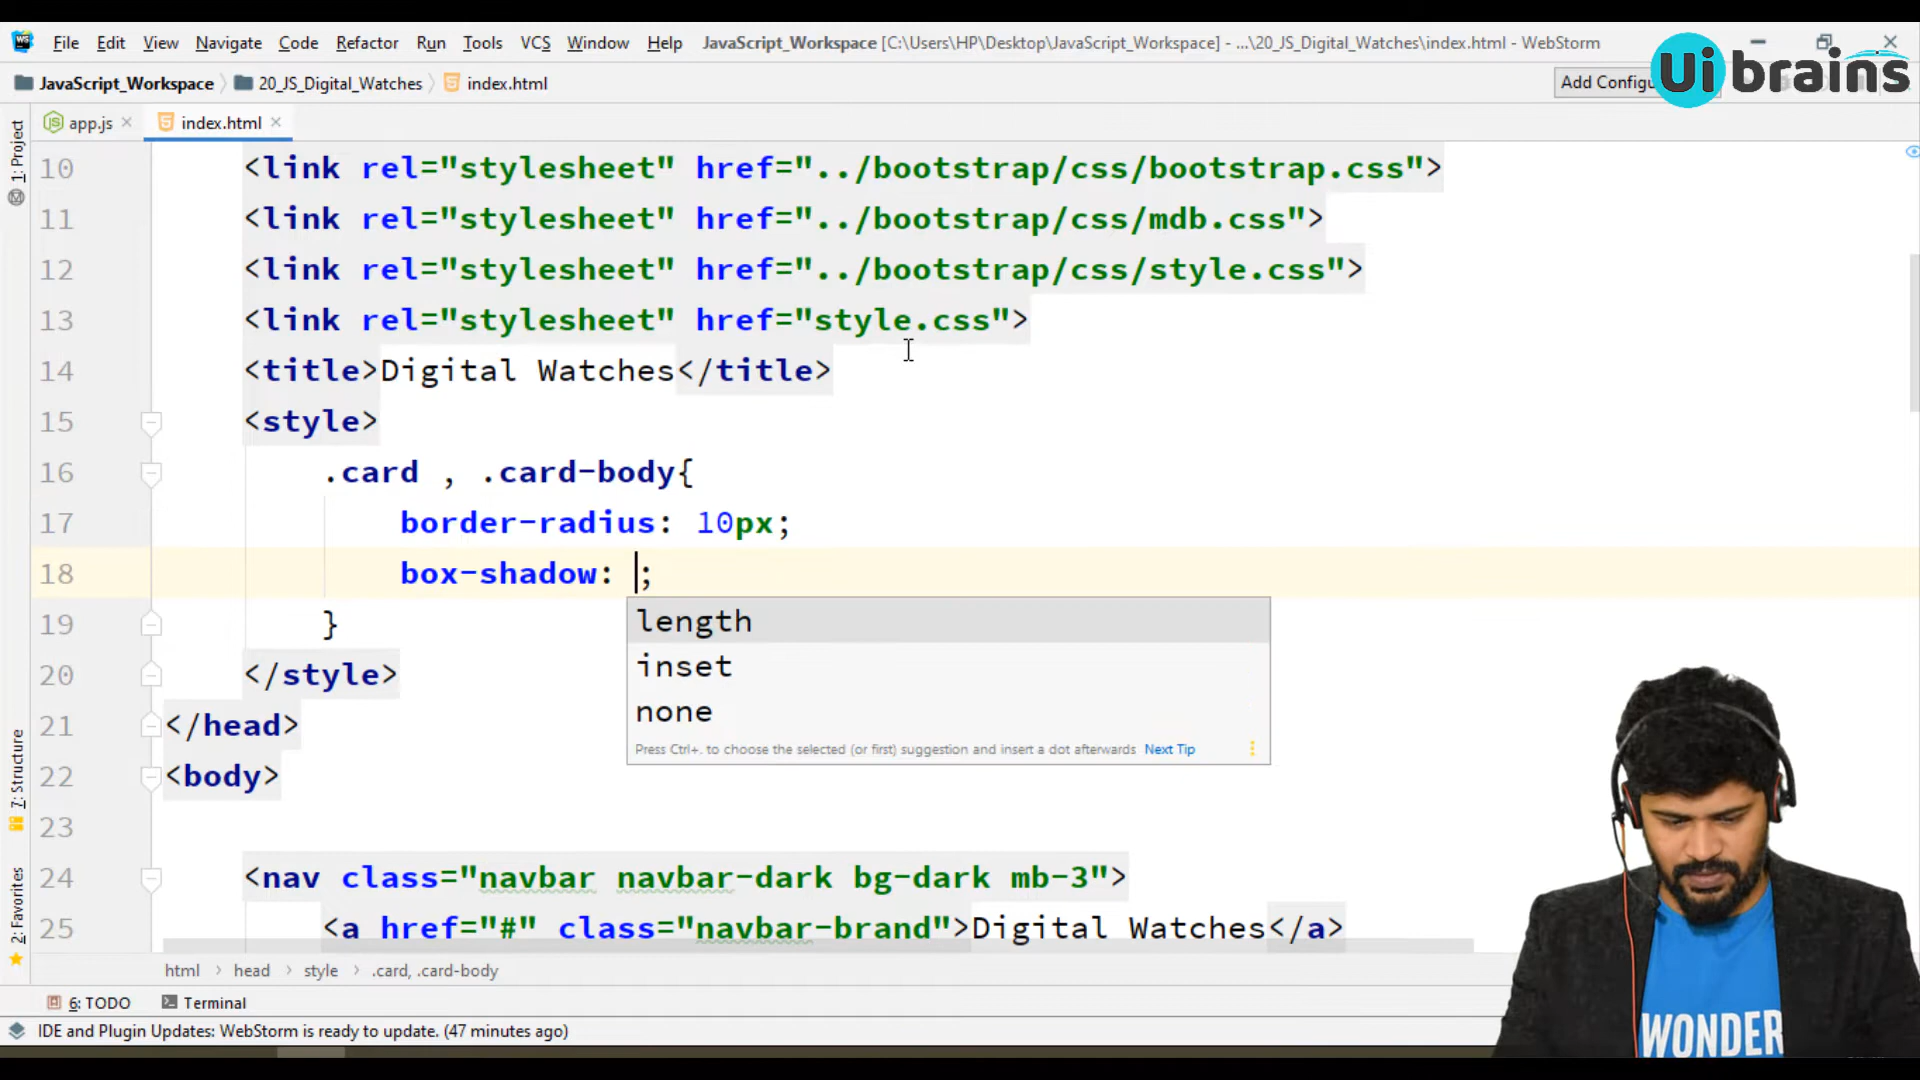 File Edit View Navigate Code Refactor Run Tools VCS Window Help JavaScript_Workspace [C:\Users\HP\Desktop\JavaScript_Workspace] - ...\20_JS_Digital_Watches\index.html - WebStorm
Ui brains
JavaScript_Workspace 20_JS_Digital_Watches index.html Add Configu
app.js index.html
1: Project
10 <link rel="stylesheet" href="../bootstrap/css/bootstrap.css">
11 <link rel="stylesheet" href="../bootstrap/css/mdb.css">
12 <link rel="stylesheet" href="../bootstrap/css/style.css">
13 <link rel="stylesheet" href="style.css">
14 <title>Digital Watches</title>
15 <style>
16 .card , .card-body{
17 border-radius: 10px;
18 box-shadow: ;
19 }
length
20 </style>
inset
21 </head>
none
Press Ctrl+. to choose the selected (or first) suggestion and insert a dot afterwards Next Tip
22 <body>
23
24 <nav class="navbar navbar-dark bg-dark mb-3">
25 <a href="#" class="navbar-brand">Digital Watches</a>
7: Structure
2: Favorites
html head style .card, .card-body
6: TODO Terminal
IDE and Plugin Updates: WebStorm is ready to update. (47 minutes ago)
WONDER